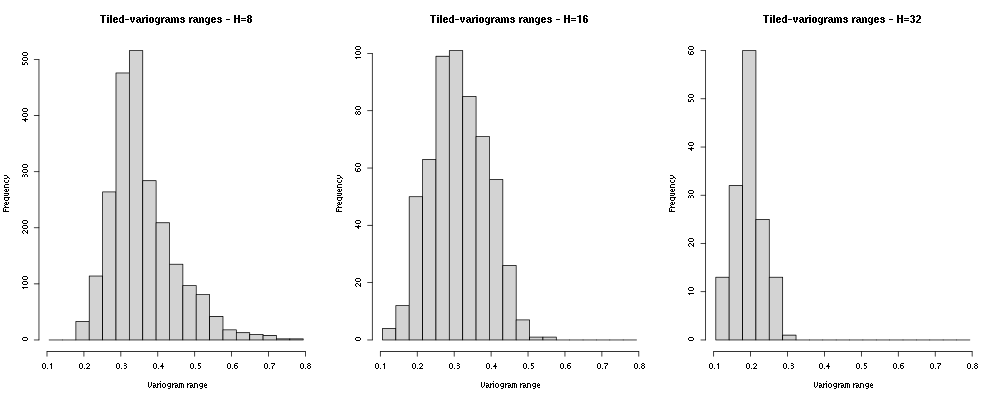 Tiled-variograms ranges - H=8
Tiled-variograms ranges - H=16
Tiled-variograms ranges - H=32
Frequency
0
100
200
300
400
500
0.1 0.2 0.3 0.4 0.5 0.6 0.7 0.8
Variogram range
Frequency
0
20
40
60
80
100
0.1 0.2 0.3 0.4 0.5 0.6 0.7 0.8
Variogram range
Frequency
0
10
20
30
40
50
60
0.1 0.2 0.3 0.4 0.5 0.6 0.7 0.8
Variogram range